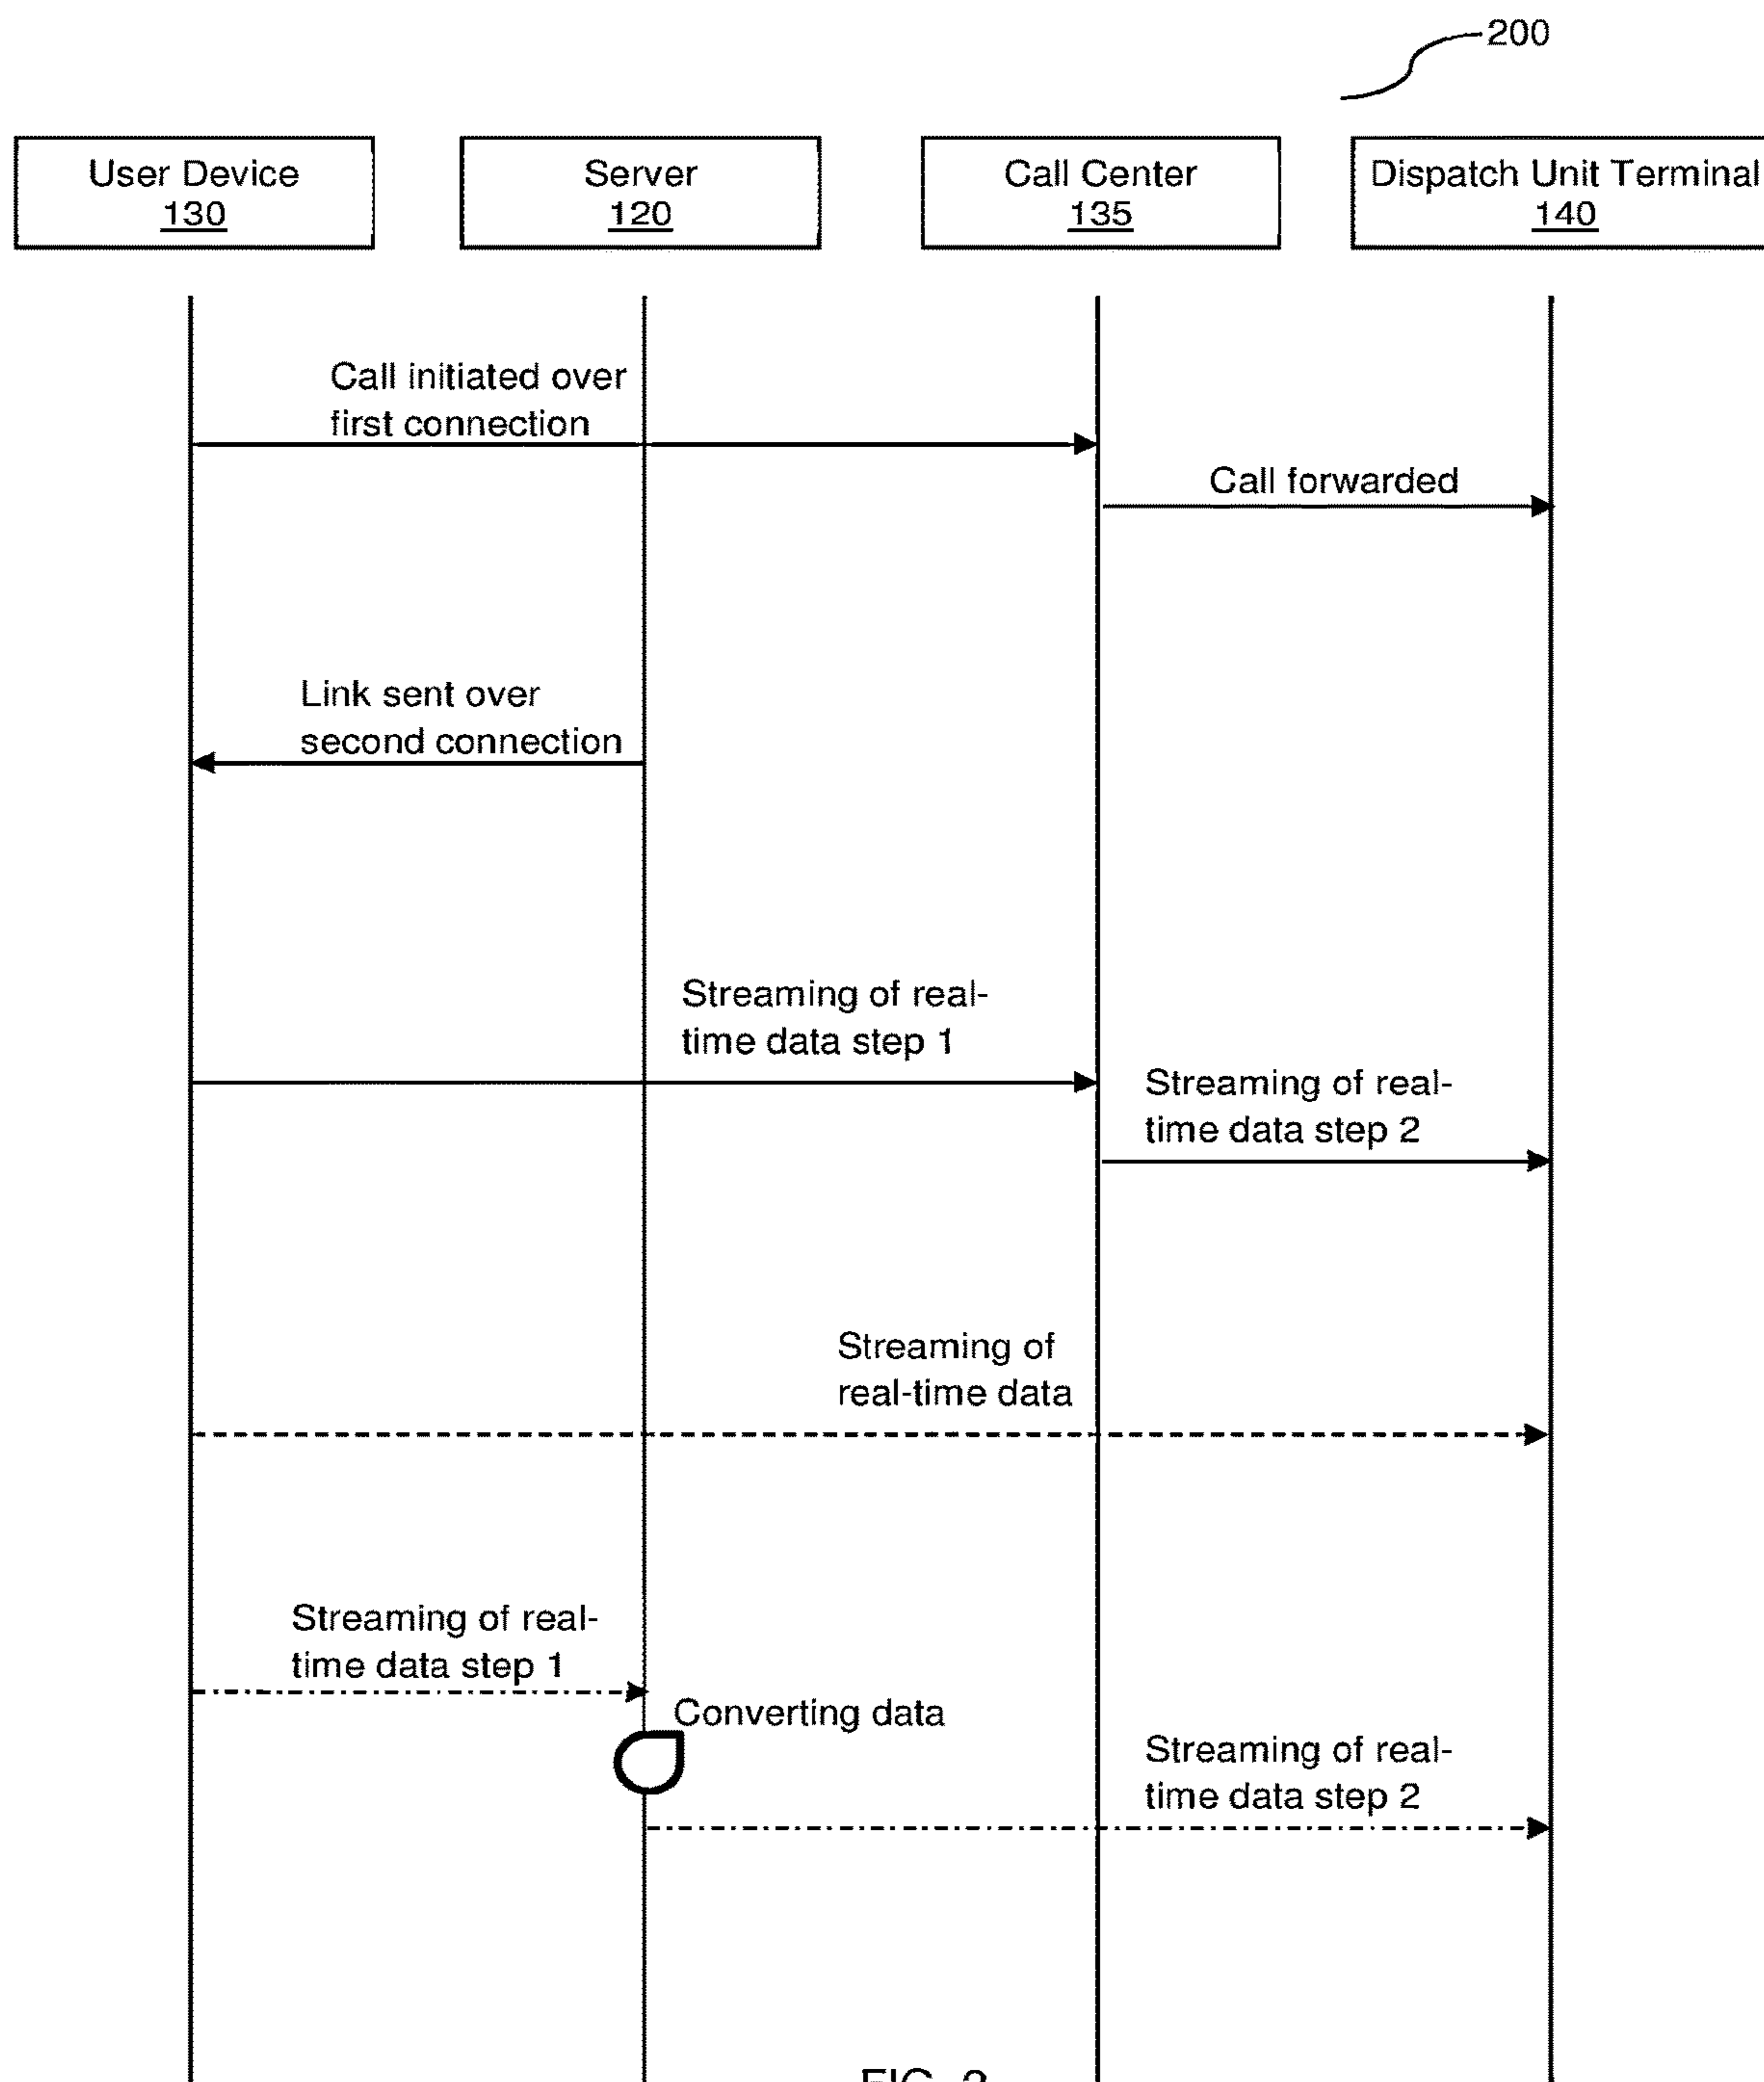 200
User Device
130
Server
120
Call Center
135
Dispatch Unit Terminal
140
Call initiated over
first connection
Call forwarded
Link sent over
second connection
Streaming of real-
time data step 1
Streaming of real-
time data step 2
Streaming of
real-time data
Streaming of real-
time data step 1
Converting data
Streaming of real-
time data step 2
FIG. 2